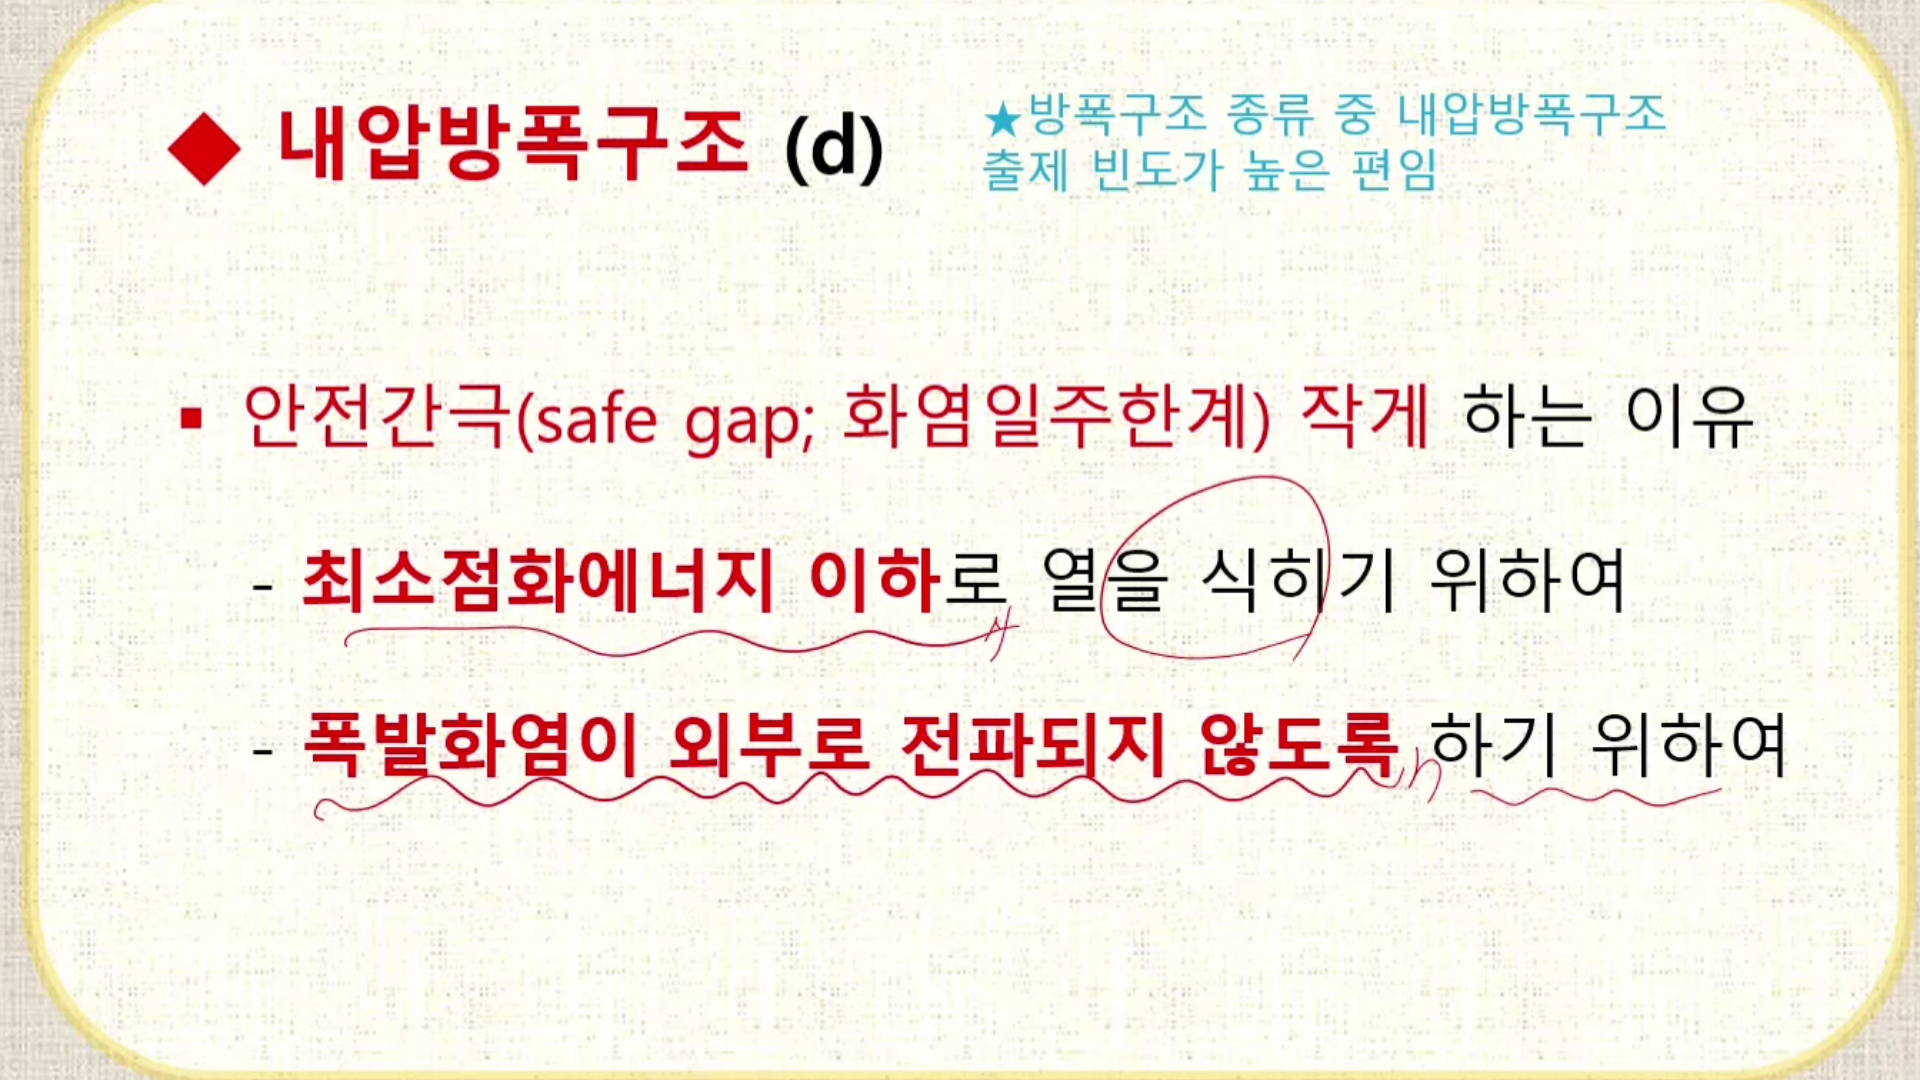 ◆ 내압방폭구조 (d)
★방폭구조 종류 중 내압방폭구조
출제 빈도가 높은 편임
▪ 안전간극(safe gap; 화염일주한계) 작게 하는 이유
- 최소점화에너지 이하로 열을 식히기 위하여
- 폭발화염이 외부로 전파되지 않도록 하기 위하여